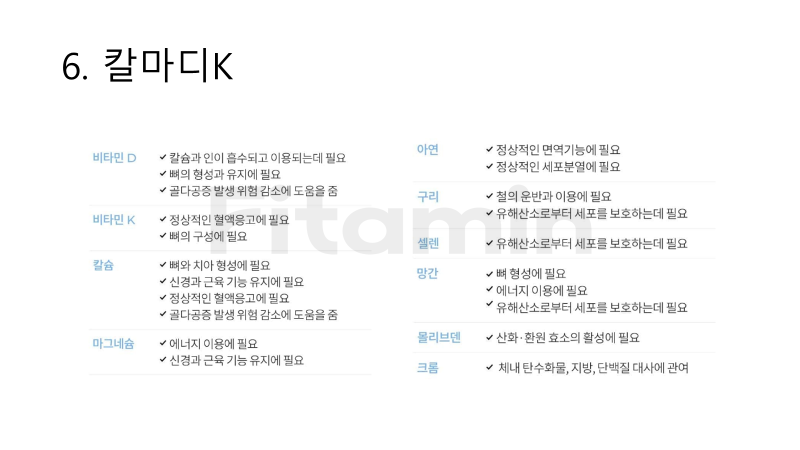 6. 칼마디K
비타민 D
✓ 칼슘과 인이 흡수되고 이용되는데 필요
✓ 뼈의 형성과 유지에 필요
✓ 골다공증 발생 위험 감소에 도움을 줌
비타민 K
✓ 정상적인 혈액응고에 필요
✓ 뼈의 구성에 필요
칼슘
✓ 뼈와 치아 형성에 필요
✓ 신경과 근육 기능 유지에 필요
✓ 정상적인 혈액응고에 필요
✓ 골다공증 발생 위험 감소에 도움을 줌
마그네슘
✓ 에너지 이용에 필요
✓ 신경과 근육 기능 유지에 필요
아연
✓ 정상적인 면역기능에 필요
✓ 정상적인 세포분열에 필요
구리
✓ 철의 운반과 이용에 필요
✓ 유해산소로부터 세포를 보호하는데 필요
셀렌
✓ 유해산소로부터 세포를 보호하는데 필요
망간
✓ 뼈 형성에 필요
✓ 에너지 이용에 필요
✓ 유해산소로부터 세포를 보호하는데 필요
몰리브덴
✓ 산화·환원 효소의 활성에 필요
크롬
✓ 체내 탄수화물, 지방, 단백질 대사에 관여
Fitamin